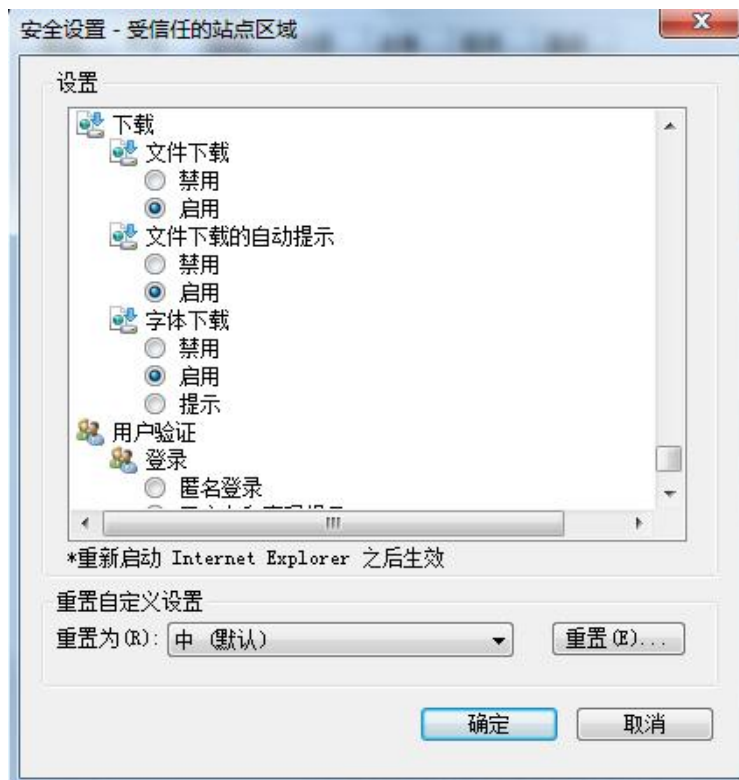 安全设置 - 受信任的站点区域
设置
下载
文件下载
禁用
启用
文件下载的自动提示
禁用
启用
字体下载
禁用
启用
提示
用户验证
登录
匿名登录
*重新启动 Internet Explorer 之后生效
重置自定义设置
重置为(R): 中 (默认) 重置(E)...
确定 取消